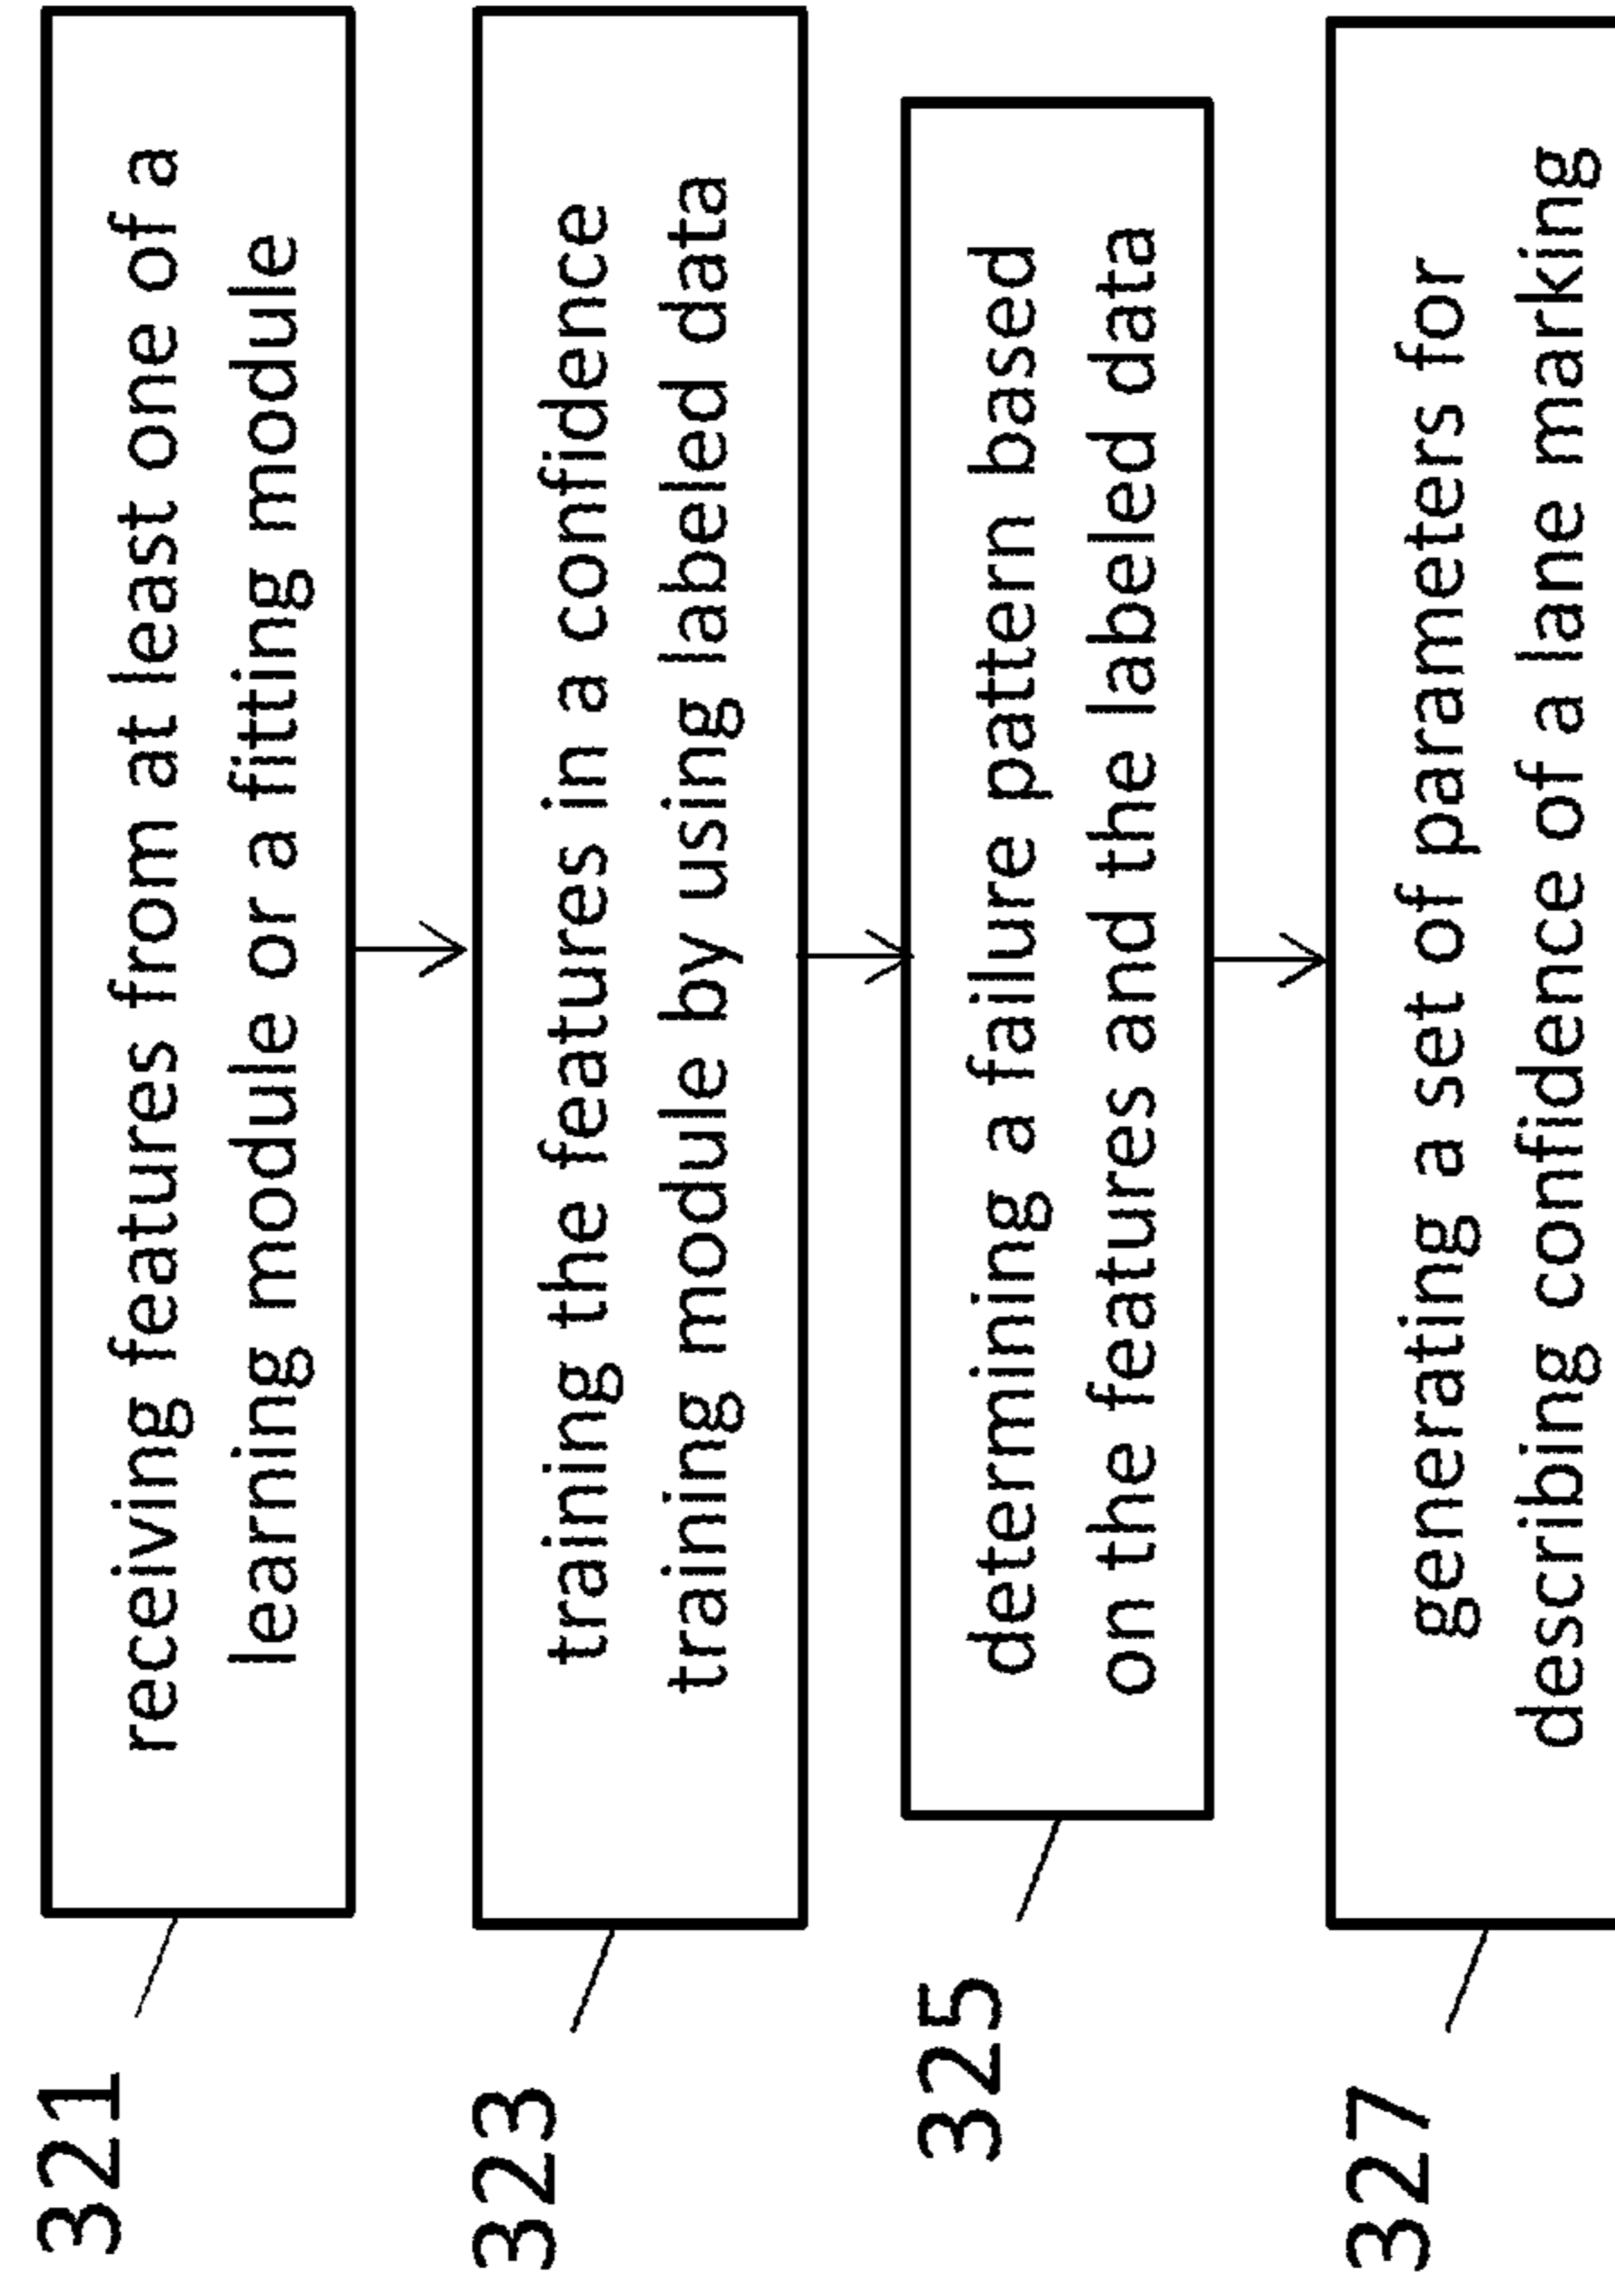 321
receiving features from at least one of a
learning module or a fitting module
323
training the features in a confidence
training module by using labeled data
325
determining a failure pattern based
on the features and the labeled data
327
generating a set of parameters for
describing confidence of a lane marking